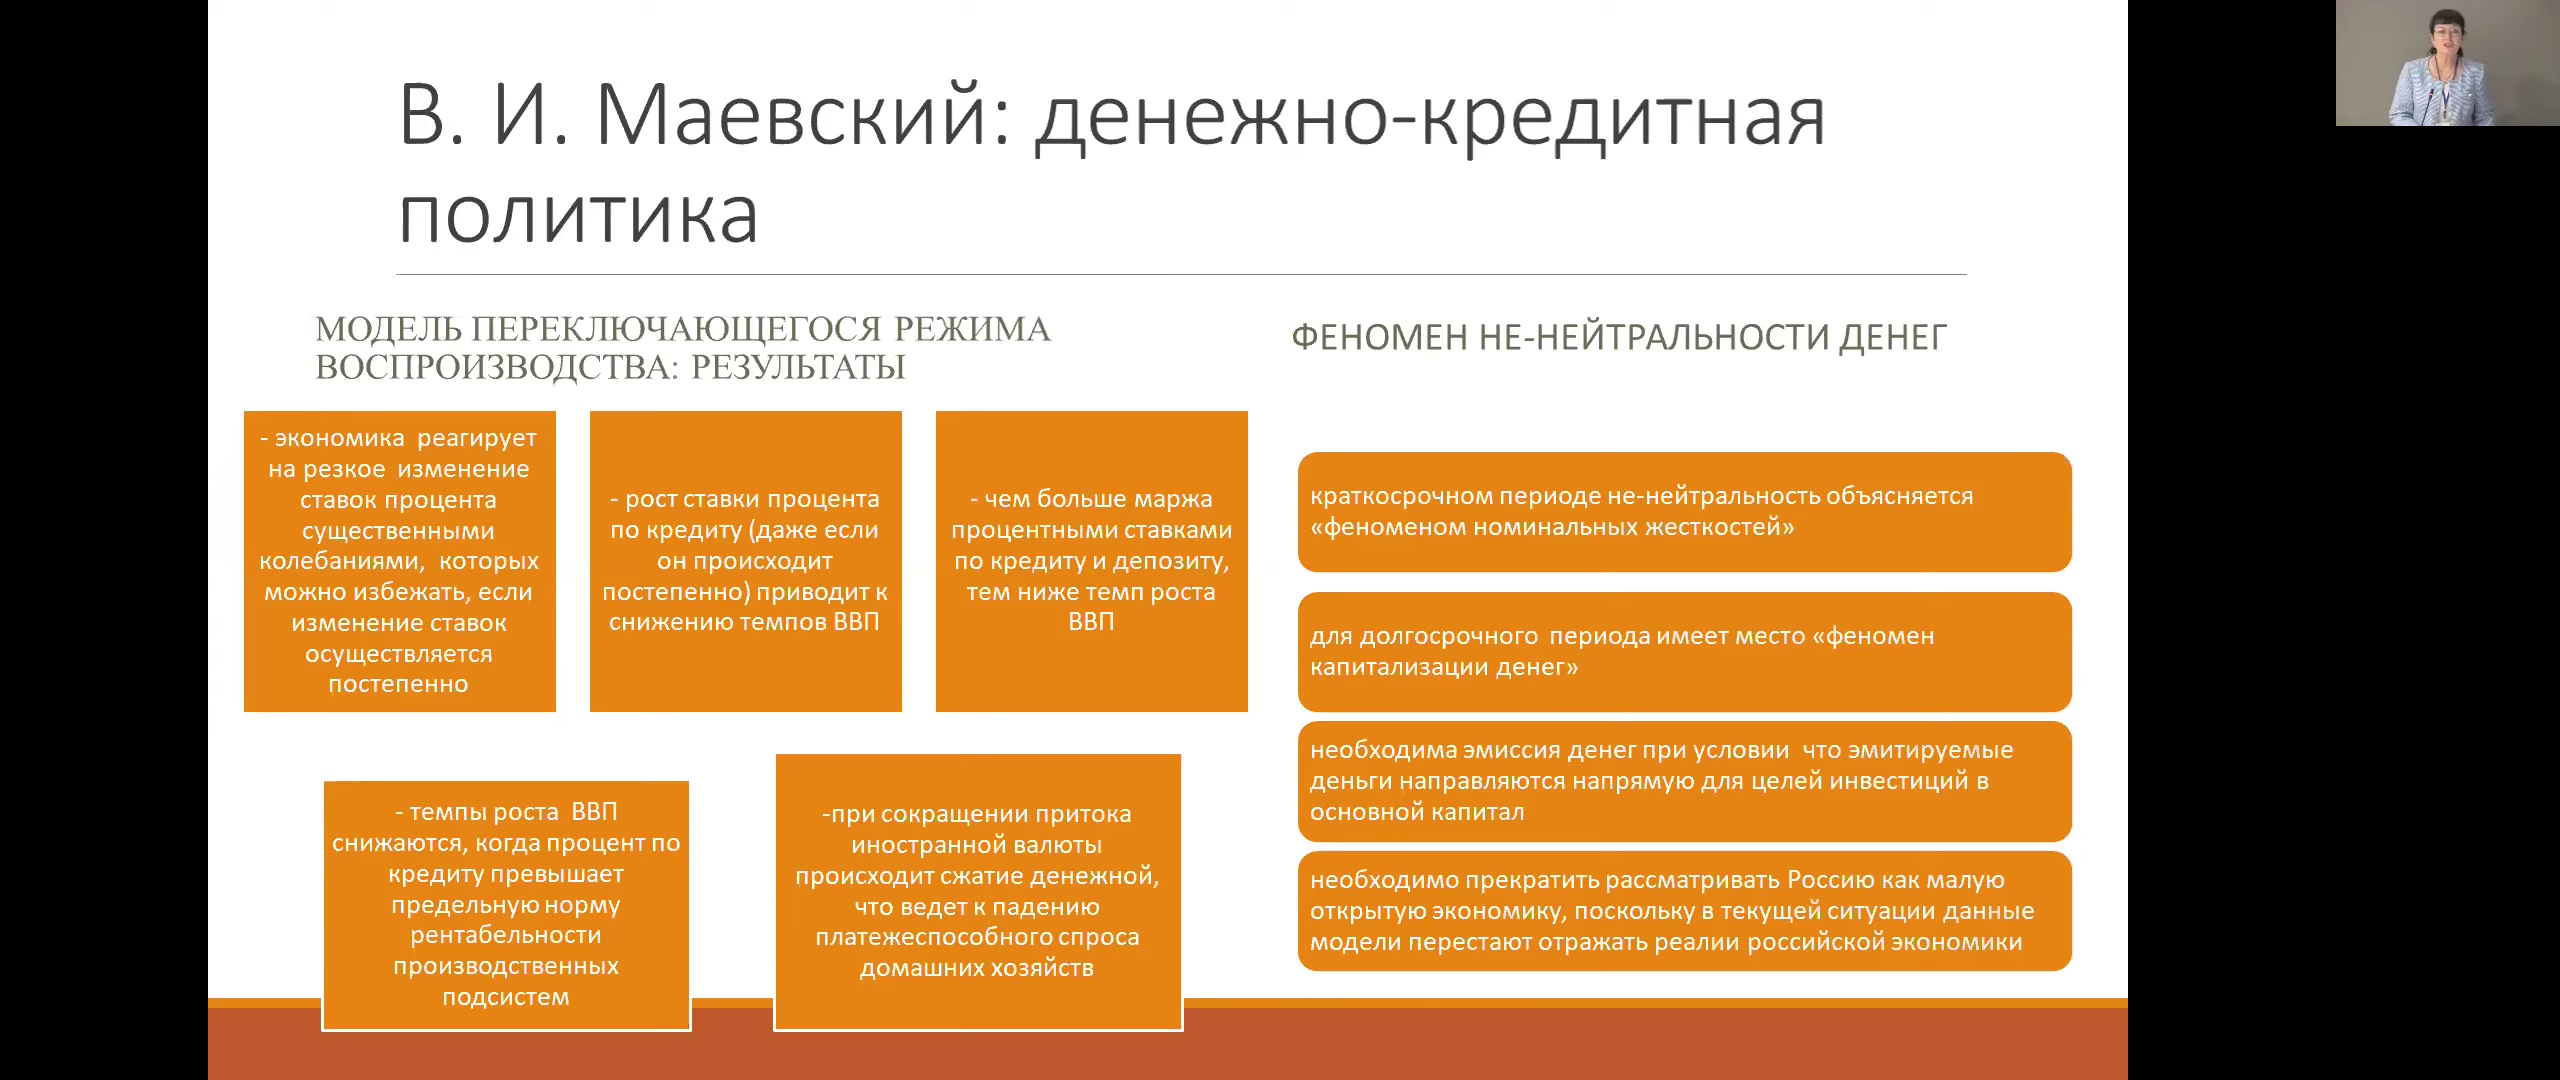 В. И. Маевский: денежно-кредитная
политика
МОДЕЛЬ ПЕРЕКЛЮЧАЮЩЕГОСЯ РЕЖИМА
ВОСПРОИЗВОДСТВА: РЕЗУЛЬТАТЫ
- экономика реагирует
на резкое изменение
ставок процента
существенными
колебаниями, которых
можно избежать, если
изменение ставок
осуществляется
постепенно
- рост ставки процента
по кредиту (даже если
он происходит
постепенно) приводит к
снижению темпов ВВП
- чем больше маржа
процентными ставками
по кредиту и депозиту,
тем ниже темп роста
ВВП
- темпы роста ВВП
снижаются, когда процент по
кредиту превышает
предельную норму
рентабельности
производственных
подсистем
-при сокращении притока
иностранной валюты
происходит сжатие денежной,
что ведет к падению
платежеспособного спроса
домашних хозяйств
ФЕНОМЕН НЕ-НЕЙТРАЛЬНОСТИ ДЕНЕГ
краткосрочном периоде не-нейтральность объясняется
«феноменом номинальных жесткостей»
для долгосрочного периода имеет место «феномен
капитализации денег»
необходима эмиссия денег при условии что эмитируемые
деньги направляются напрямую для целей инвестиций в
основной капитал
необходимо прекратить рассматривать Россию как малую
открытую экономику, поскольку в текущей ситуации данные
модели перестают отражать реалии российской экономики